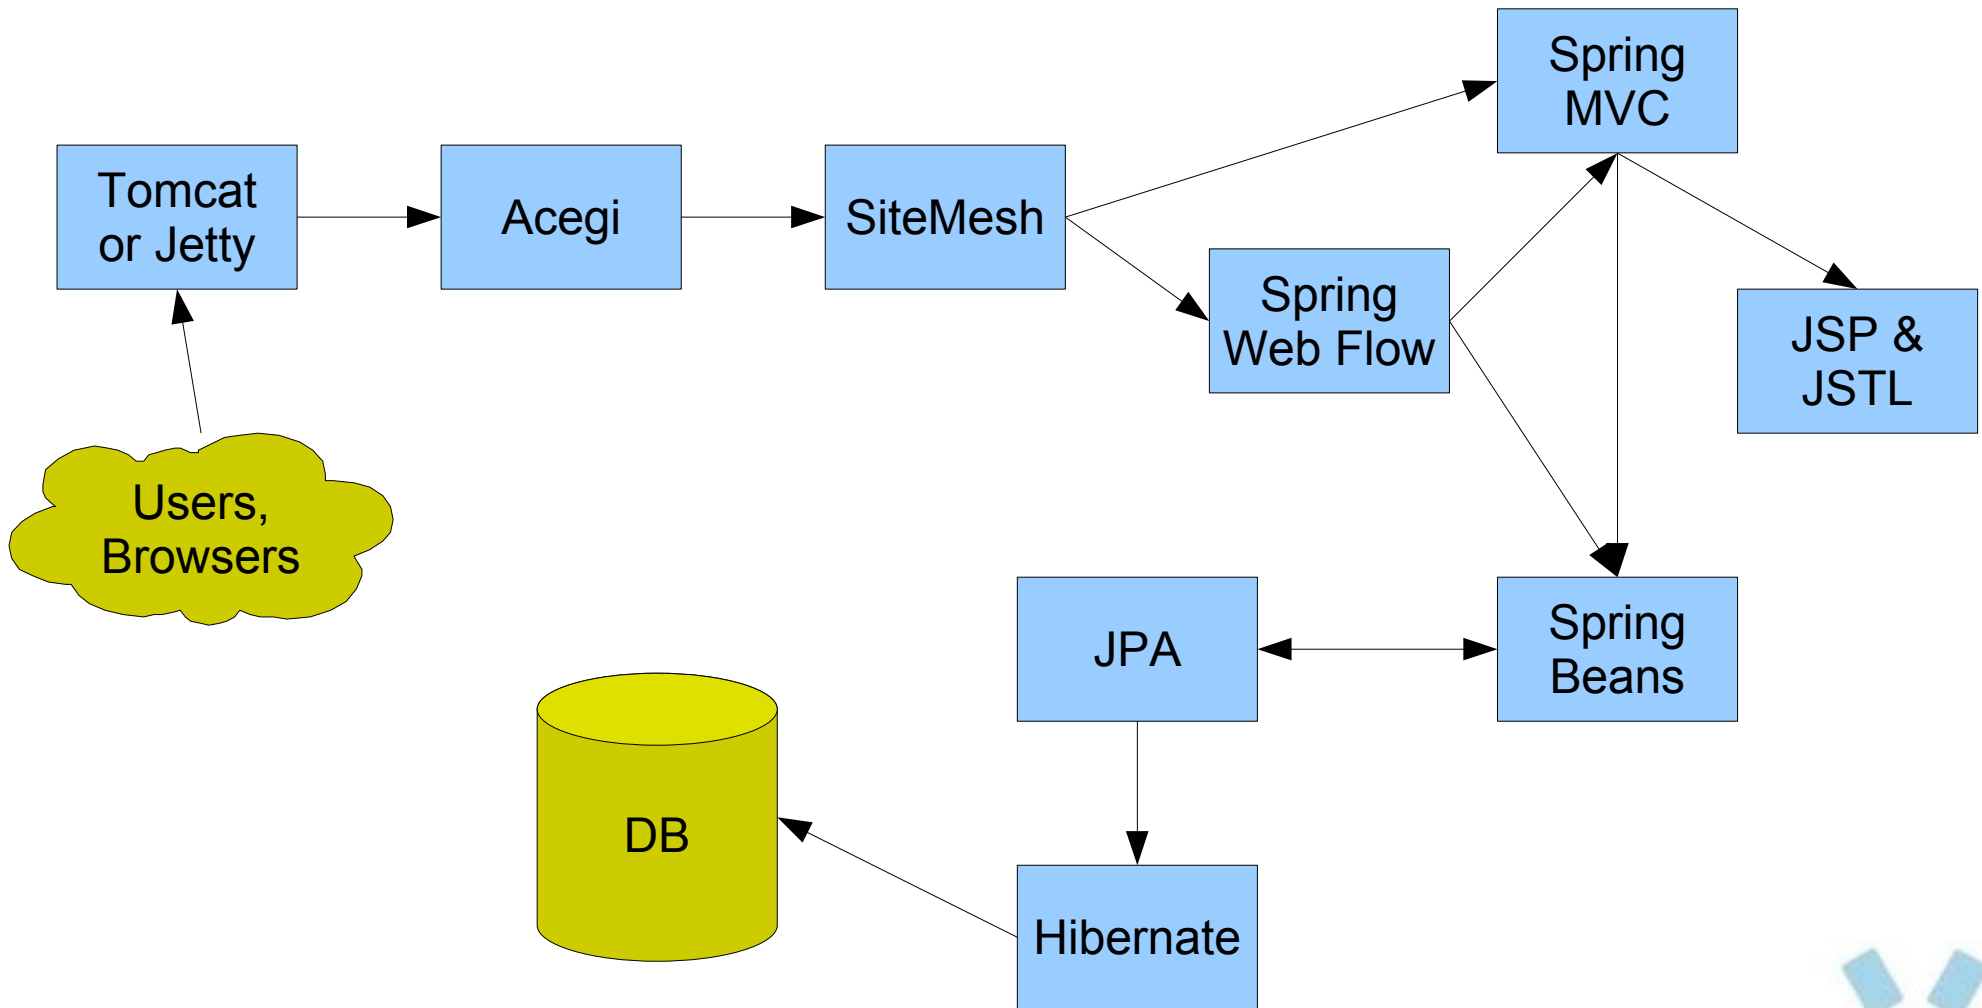 Spring
MVC
Tomcat
or Jetty
Acegi
SiteMesh
Spring
Web Flow
JSP &
JSTL
Users,
Browsers
JPA
Spring
Beans
DB
Hibernate